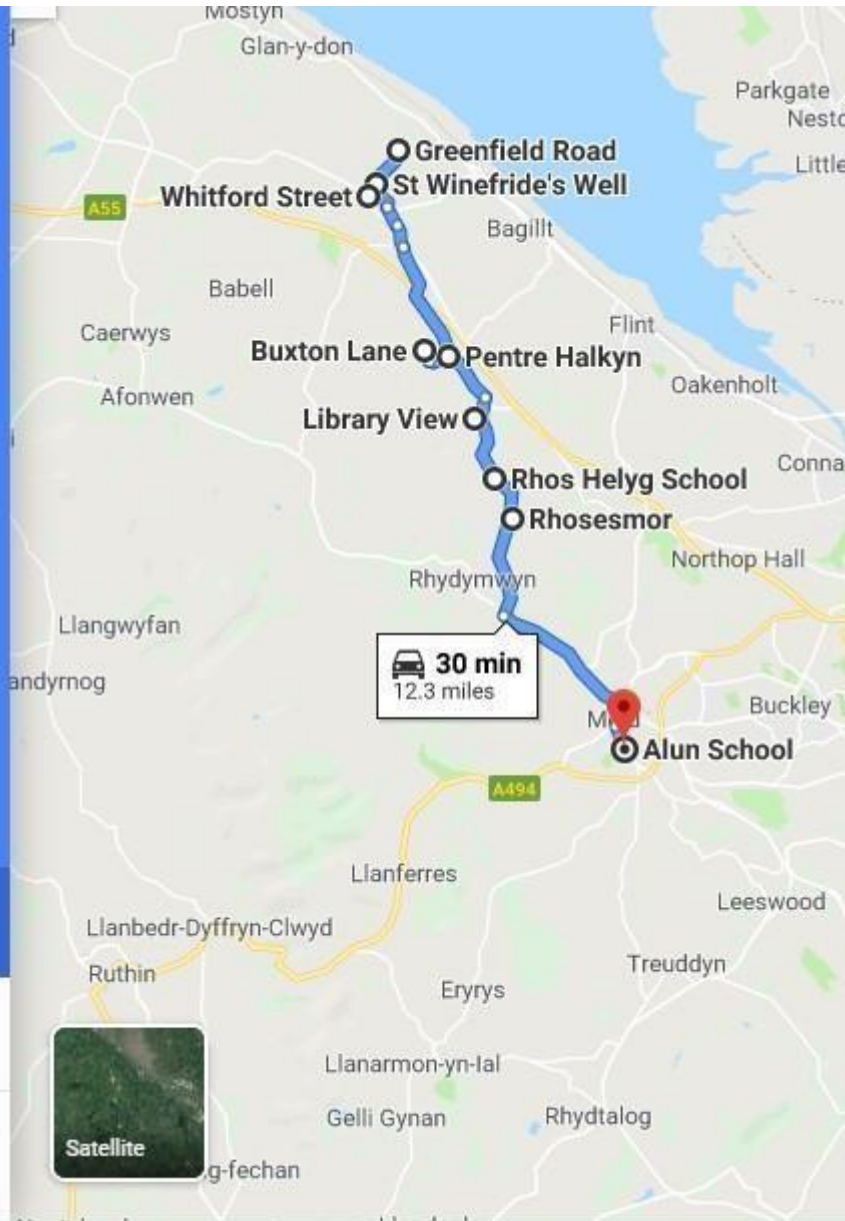 Mostyn
Glan-y-don
Parkgate
Greenfield Road
Little
Whitford Street
St Winefride's Well
A55
Bagillt
Babell
Flint
Caerwys
Buxton Lane
Pentre Halkyn
Afonwen
Oakenholt
Library View
Conna
Rhos Helyg School
Rhosesmor
Northop Hall
Rhydymwyn
Llangwyfan
30 min
12.3 miles
andyrnog
Buckley
Alun School
A494
Llanferres
Leeswood
Llanbedr-Dyffryn-Clwyd
Treuddyn
Ruthin
Eryrys
Llanarmon-yn-Ial
Gelli Gynan
Rhydtalog
Satellite
g-fechan